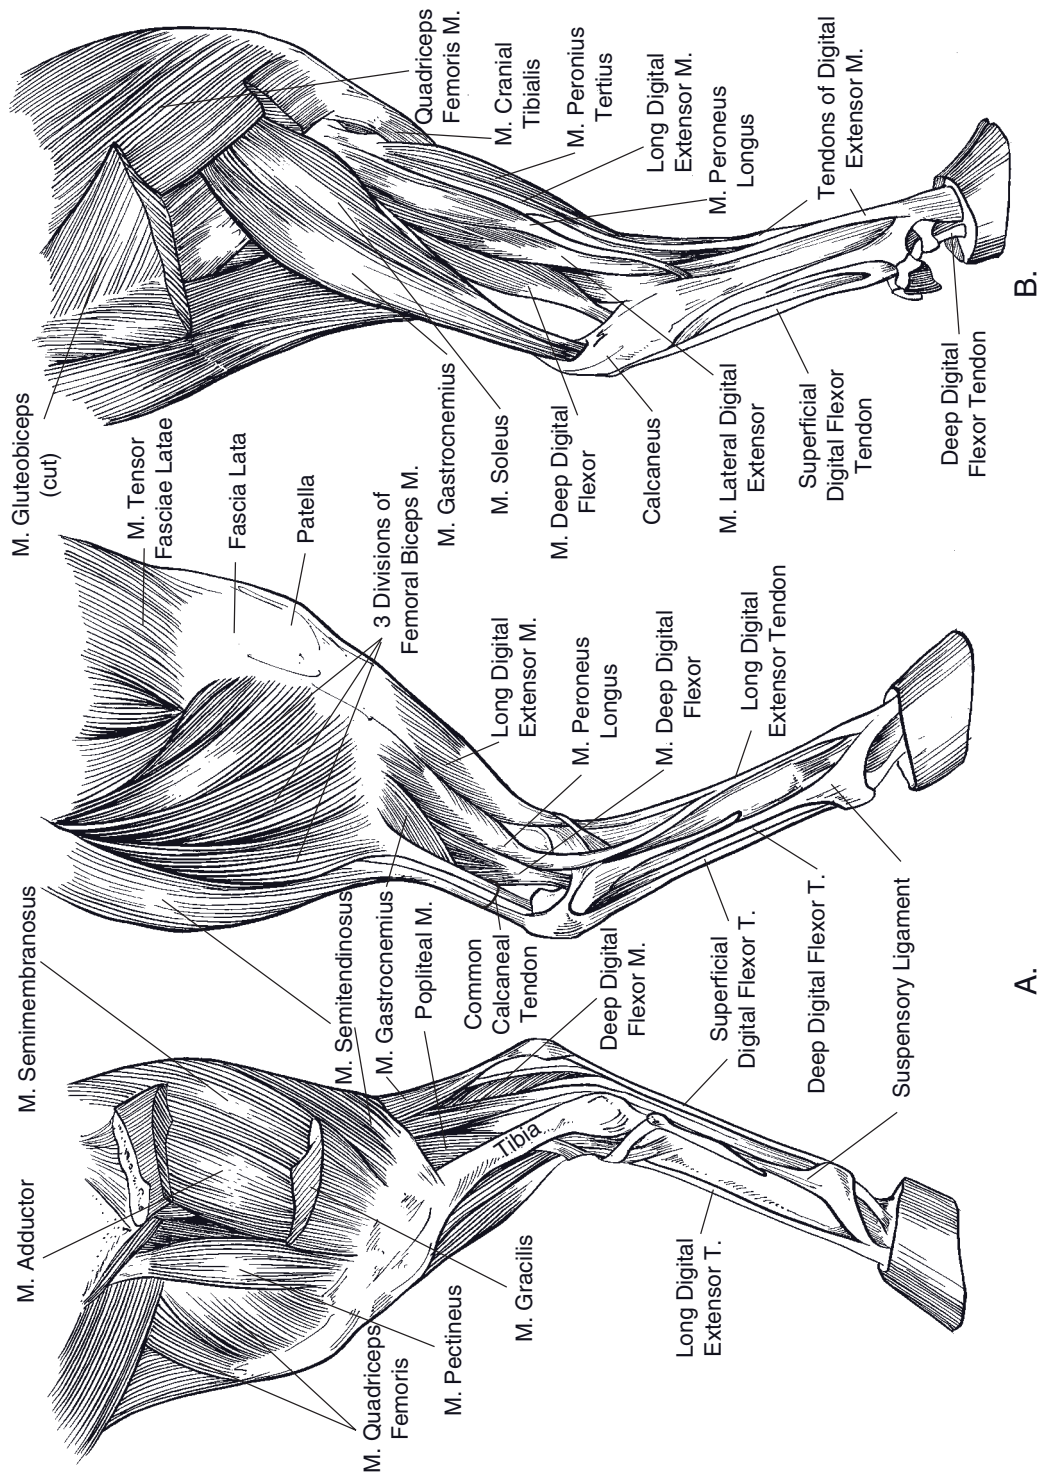 M. Adductor
M. Semimembranosus
M. Quadriceps
Femoris
M. Pectineus
M. Gracilis
Tibia
Long Digital
Extensor T.
M. Semitendinosus
M. Gastrocnemius
Popliteal M.
Common
Calcaneal
Tendon
Deep Digital
Flexor M.
Superficial
Digital Flexor T.
Deep Digital Flexor T.
Suspensory Ligament
M. Tensor
Fasciae Latae
Fascia Lata
Patella
3 Divisions of
Femoral Biceps M.
Long Digital
Extensor M.
M. Peroneus
Longus
M. Deep Digital
Flexor
Long Digital
Extensor Tendon
A.
M. Gluteobiceps
(cut)
M. Gastrocnemius
M. Soleus
M. Deep Digital
Flexor
Calcaneus
M. Lateral Digital
Extensor
Superficial
Digital Flexor
Tendon
Deep Digital
Flexor Tendon
Quadriceps
Femoris M.
M. Cranial
Tibialis
M. Peronius
Tertius
Long Digital
Extensor M.
M. Peroneus
Longus
Tendons of Digital
Extensor M.
B.